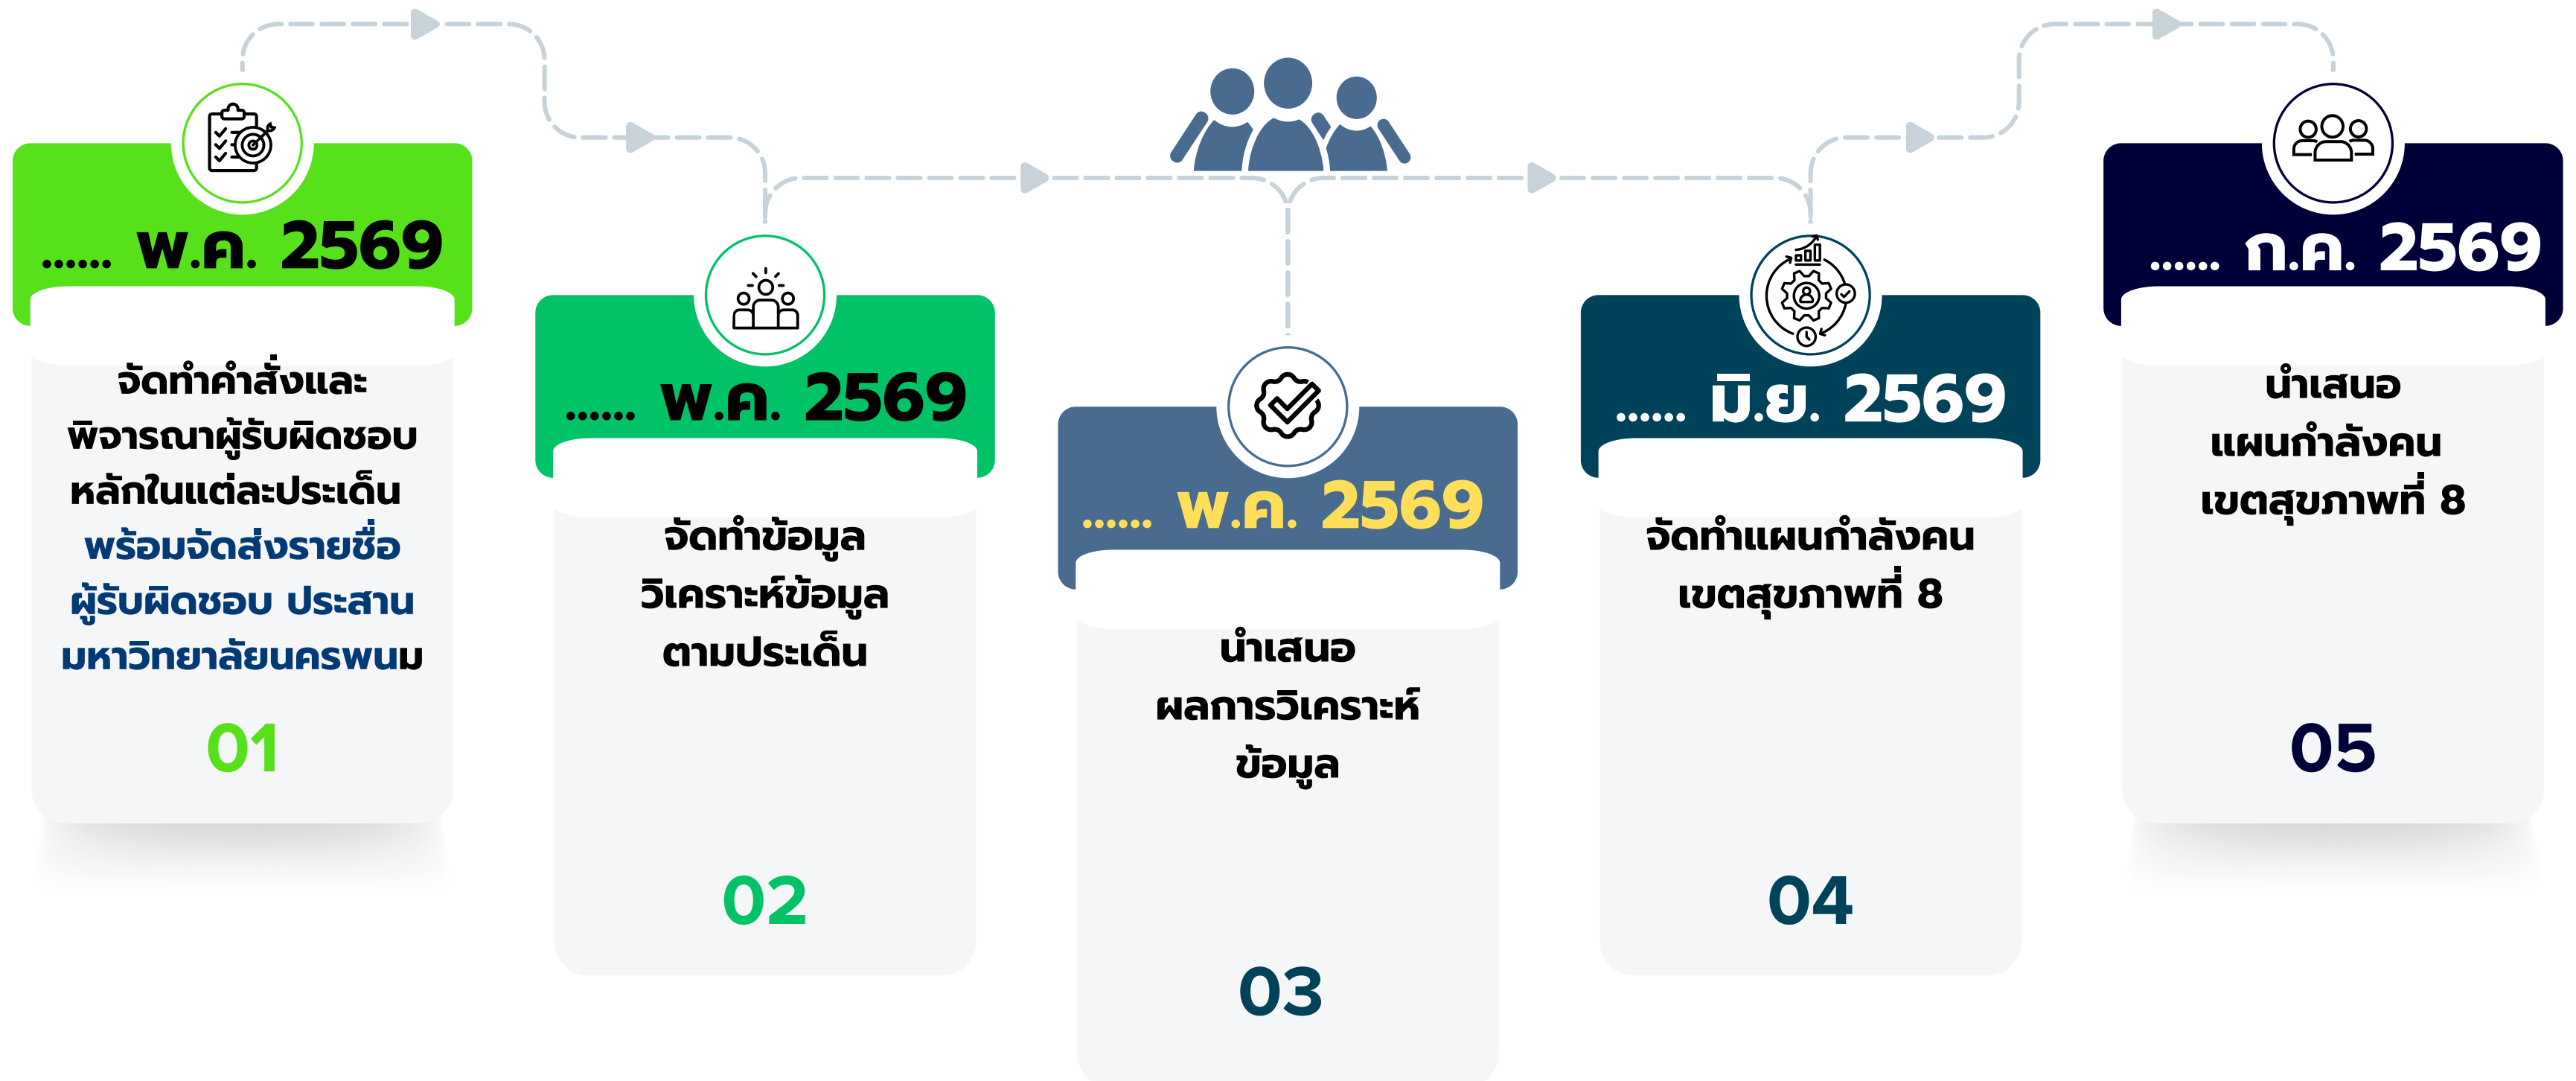 ...... พ.ค. 2569
จัดทำคำสั่งและ
พิจารณาผู้รับผิดชอบ
หลักในแต่ละประเด็น
พร้อมจัดส่งรายชื่อ
ผู้รับผิดชอบ ประสาน
มหาวิทยาลัยนครพนม
01
...... พ.ค. 2569
จัดทำข้อมูล
วิเคราะห์ข้อมูล
ตามประเด็น
02
...... พ.ค. 2569
นำเสนอ
ผลการวิเคราะห์
ข้อมูล
03
...... มิ.ย. 2569
จัดทำแผนกำลังคน
เขตสุขภาพที่ 8
04
...... ก.ค. 2569
นำเสนอ
แผนกำลังคน
เขตสุขภาพที่ 8
05